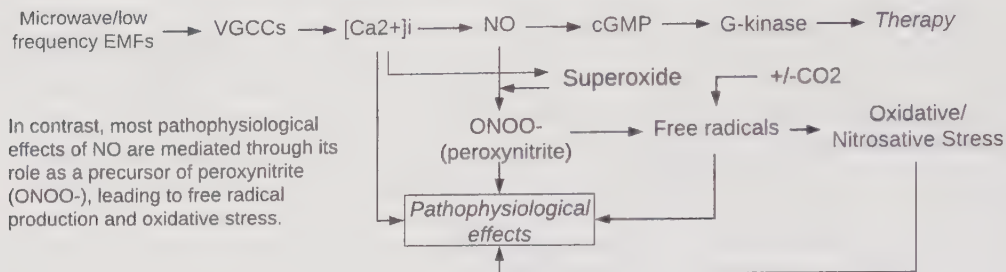 Microwave/low
frequency EMFs
VGCCs
[Ca2+]i
NO
cGMP
G-kinase
Therapy
Superoxide
+/-CO2
In contrast, most pathophysiological
effects of NO are mediated through its
role as a precursor of peroxynitrite
(ONOO-), leading to free radical
production and oxidative stress.
ONOO-
(peroxynitrite)
Free radicals
Oxidative/
Nitrosative Stress
Pathophysiological
effects